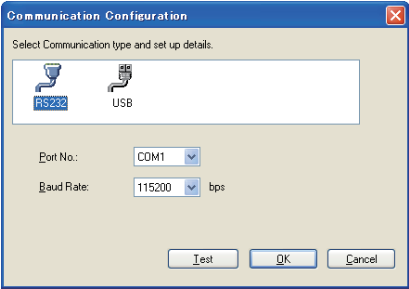 Communication Configuration
Select Communication type and set up details.
RS232 USB
Port No.: COM1
Baud Rate: 115200 bps
Test OK Cancel